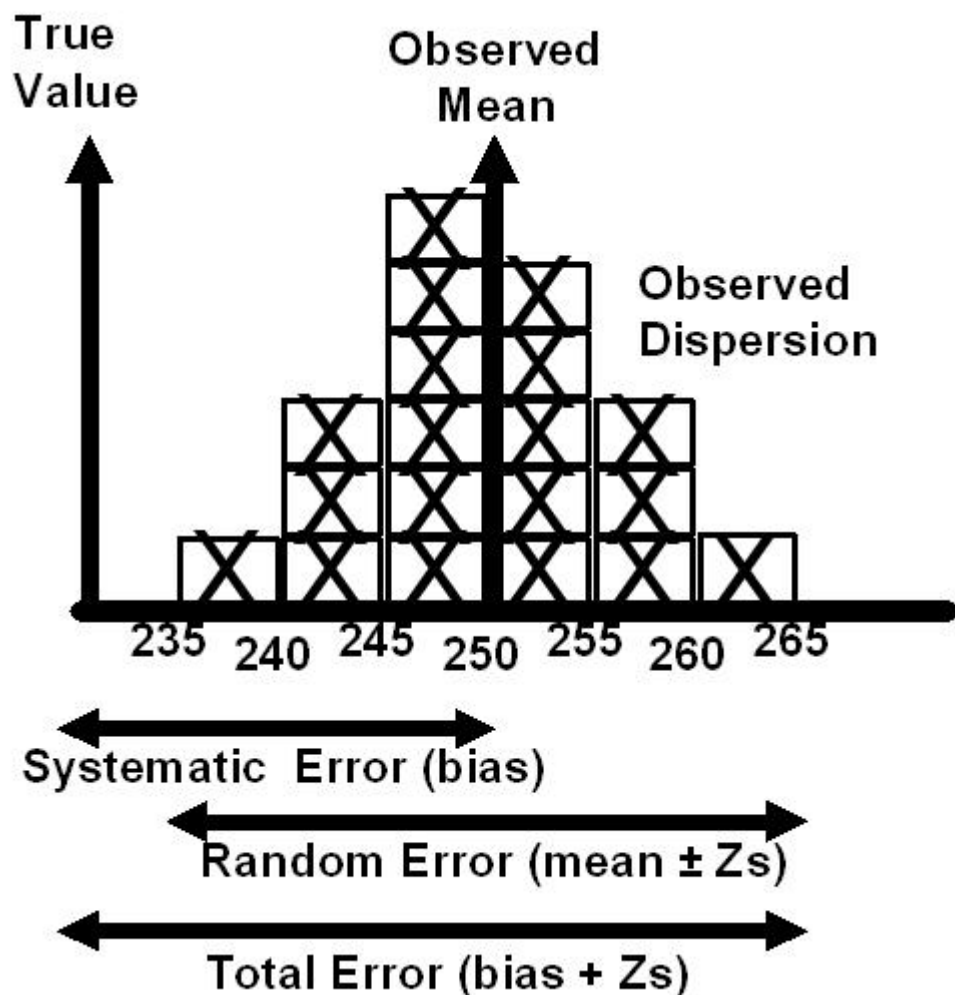 True
Value
Observed
Mean
Observed
Dispersion
235 240 245 250 255 260 265
Systematic Error (bias)
Random Error (mean ± Zs)
Total Error (bias + Zs)